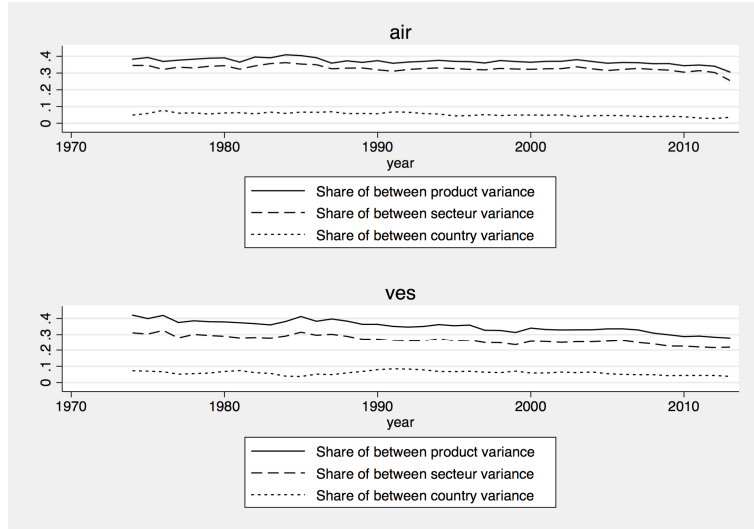 air
.4
.3
.2
.1
0
1970 1980 1990 2000 2010
year
Share of between product variance
Share of between secteur variance
Share of between country variance
ves
.4
.3
.2
.1
0
1970 1980 1990 2000 2010
year
Share of between product variance
Share of between secteur variance
Share of between country variance